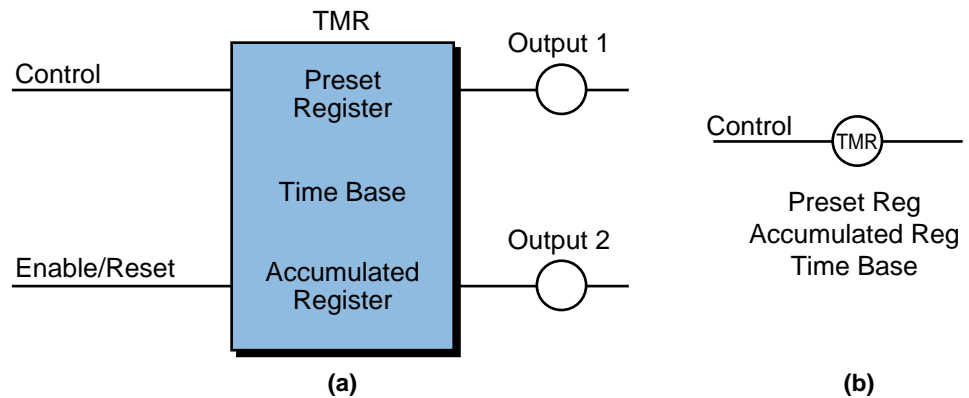 TMR
Control
Preset
Register
Output 1
Time Base
Enable/Reset
Accumulated
Register
Output 2
(a)
Control
TMR
Preset Reg
Accumulated Reg
Time Base
(b)